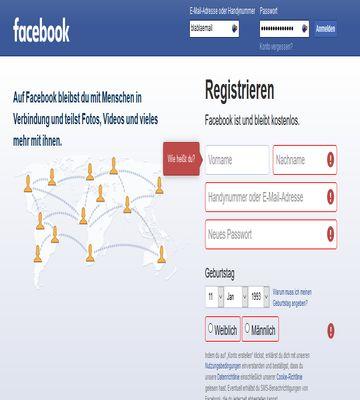 facebook
E-Mail-Adresse oder Handynummer Passwort
blablaemail
Anmelden
Konto vergessen?
Registrieren
Facebook ist und bleibt kostenlos.
Auf Facebook bleibst du mit Menschen in
Verbindung und teilst Fotos, Videos und vieles
mehr mit ihnen.
Wie heißt du?
Vorname
Nachname
Handynummer oder E-Mail-Adresse
Neues Passwort
Geburtstag
11 Jan 1993
Warum muss ich meinen
Geburtstag angeben?
Weiblich Männlich
Indem du auf „Konto erstellen“ klickst, erklärst du dich mit unseren
Nutzungsbedingungen einverstanden und bestätigst, dass du
unsere Datenrichtlinie einschließlich unserer Cookie-Richtlinie
gelesen hast. Eventuell erhältst du SMS-Benachrichtigungen von
Facebook, die du jederzeit abbestellen kannst.